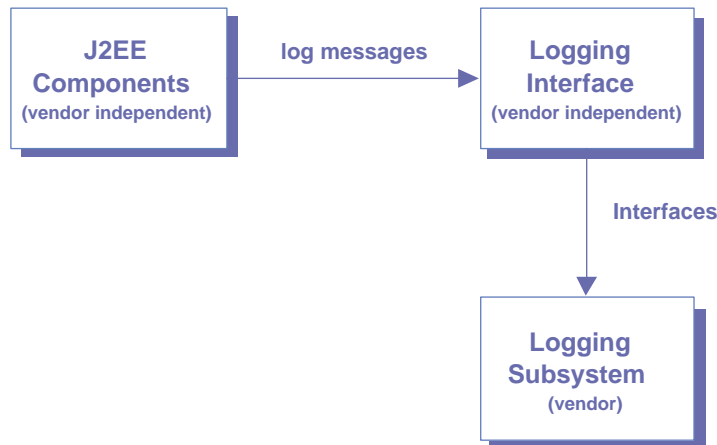 J2EE
Components
(vendor independent)
log messages
Logging
Interface
(vendor independent)
Interfaces
Logging
Subsystem
(vendor)